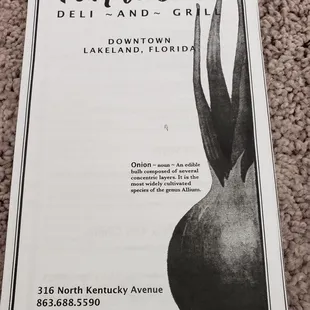 DELI ~AND~ GRILL
DOWNTOWN
LAKELAND, FLORIDA
Onion – noun – An edible
bulb composed of several
concentric layers. It is the
most widely cultivated
species of the genus Allium.
316 North Kentucky Avenue
863.688.5590